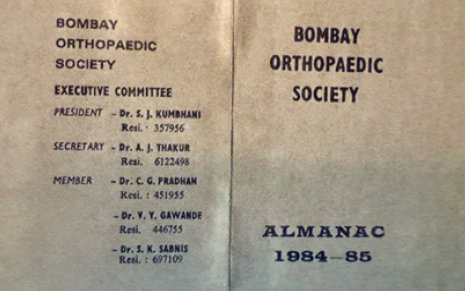 BOMBAY
ORTHOPAEDIC
SOCIETY
EXECUTIVE COMMITTEE
PRESIDENT - Dr. S. J. KUMBHANI
Resi. · 357956
SECRETARY - Dr. A. J. THAKUR
Resi. 6122498
MEMBER - Dr. C. G. PRADHAN
Resi. : 451955
- Dr. V. Y. GAWANDE
Resi. 446755
- Dr. S. K. SABNIS
Resi. : 697109
BOMBAY
ORTHOPAEDIC
SOCIETY
ALMANAC
1984-85